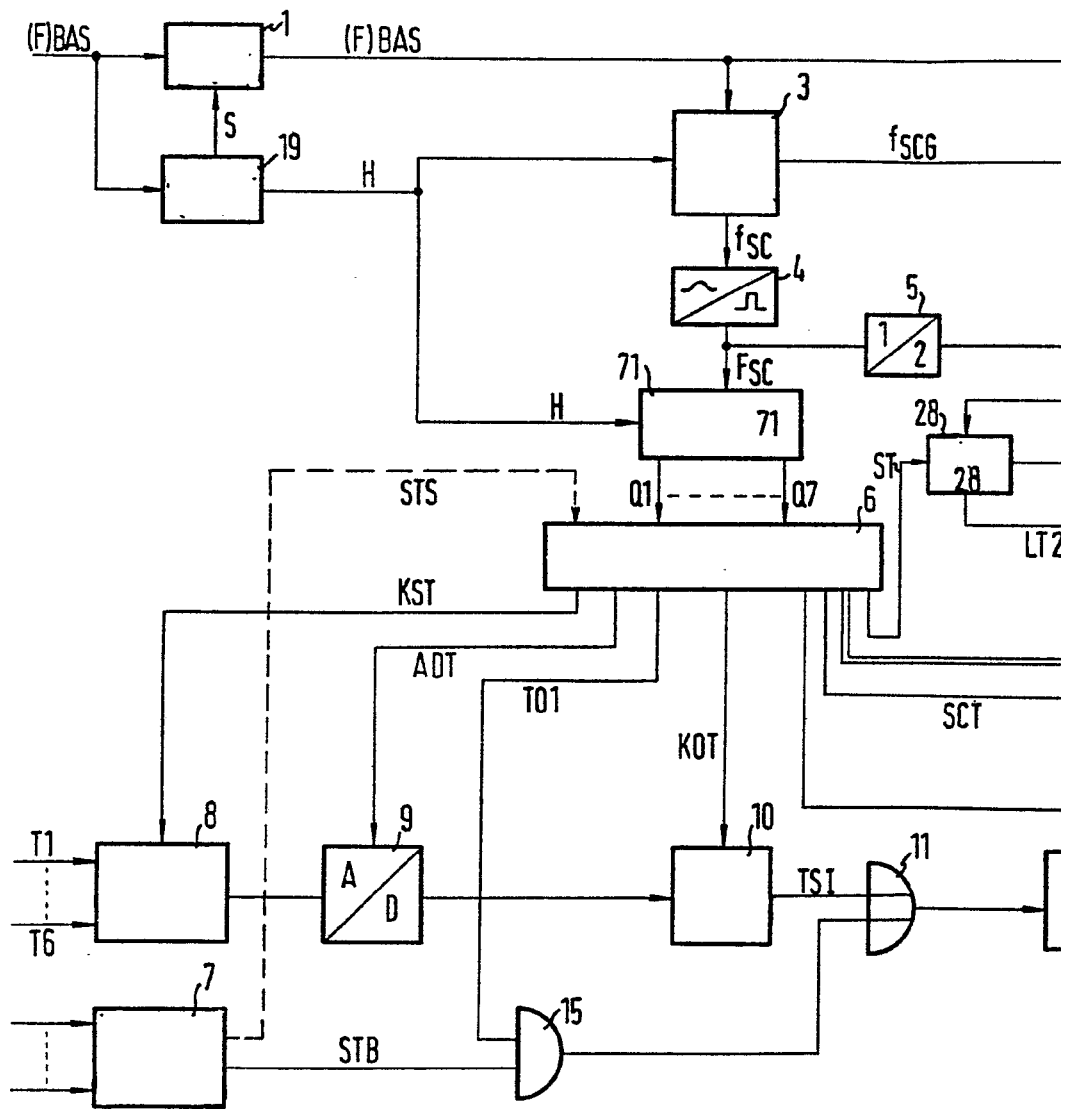 1
(F)BAS
(F)BAS
3
S
19
H
fSCG
fSC
4
5
1
2
71
FSC
H
71
28
ST
28
STS
Q1
Q7
6
LT2
KST
ADT
T01
SCT
KOT
8
9
10
11
T1
A
D
TSI
T6
7
15
STB